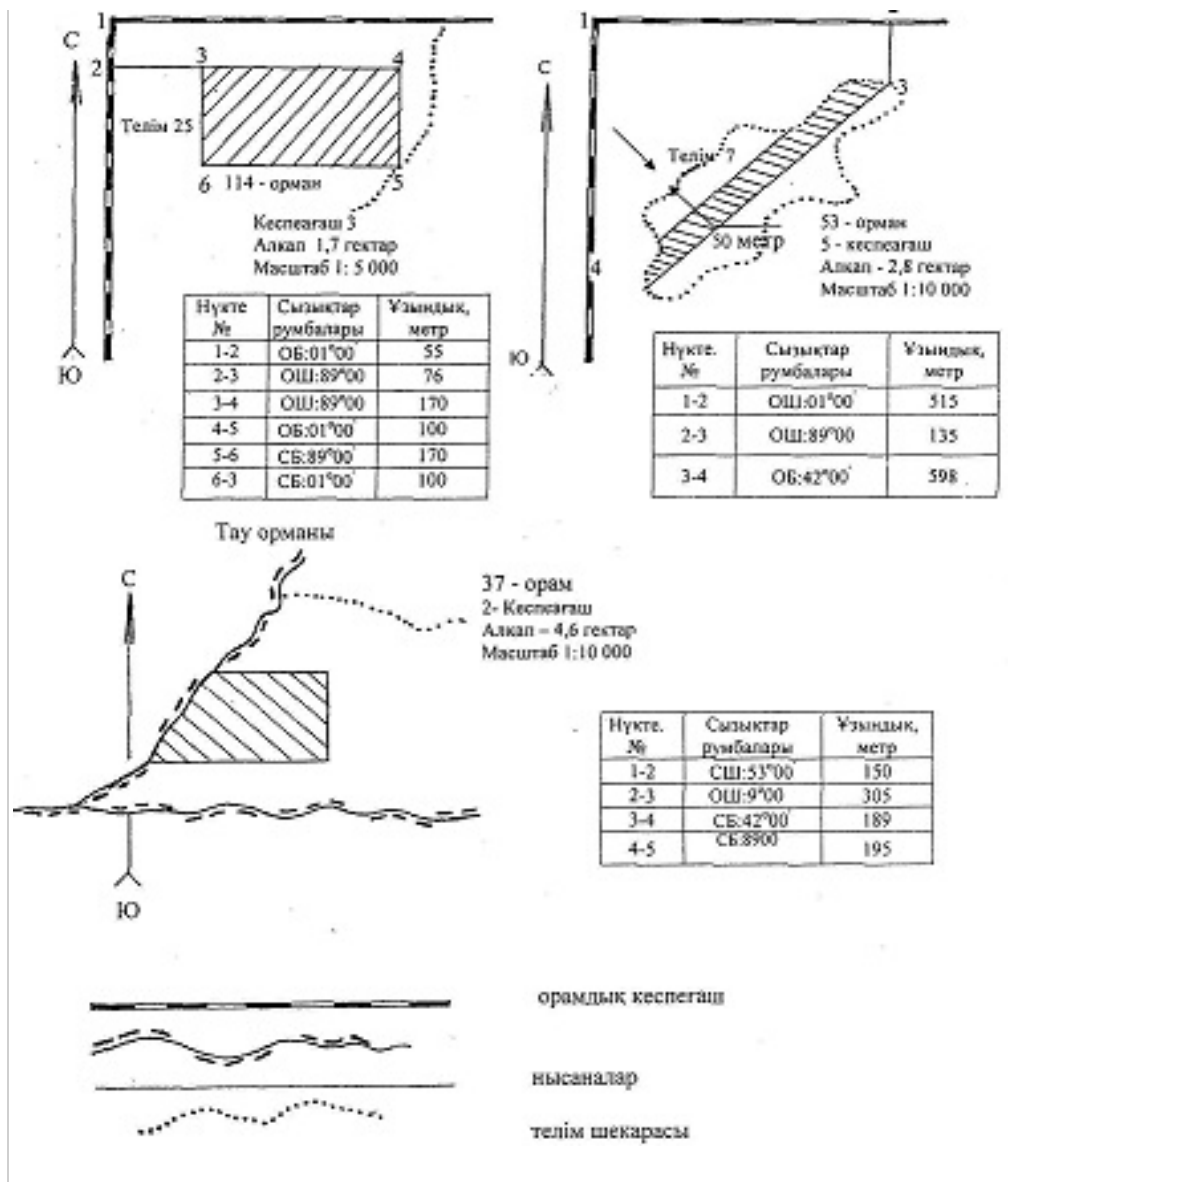 1
С
2
3
4
Телім 25
6
114 - орман
5
Кеспеағаш 3
Алкап 1,7 гектар
Масштаб 1: 5 000
Ю
Нүкте №
Сызықтар румбалары
Ұзындық, метр
1-2 ОБ:01°00' 55
2-3 ОШ:89°00 76
3-4 ОШ:89°00 170
4-5 ОБ:01°00' 100
5-6 СБ:89°00' 170
6-3 СБ:01°00' 100
1
С
3
Телім 7
50 метр
4
53 - орман
5 - кеспеағаш
Алкап - 2,8 гектар
Масштаб 1:10 000
Ю
Нүкте. №
Сызықтар румбалары
Ұзындық, метр
1-2 ОШ:01°00' 515
2-3 ОШ:89°00 135
3-4 ОБ:42°00' 598
Тау орманы
С
37 - орам
2- Кеспеағаш
Алкап – 4,6 гектар
Масштаб 1:10 000
Ю
Нүкте. №
Сызықтар румбалары
Ұзындық, метр
1-2 СШ:53°00' 150
2-3 ОШ:9°00 305
3-4 СБ:42°00' 189
4-5 СБ:8900 195
орамдық кеспеғаш
нысаналар
телім шекарасы